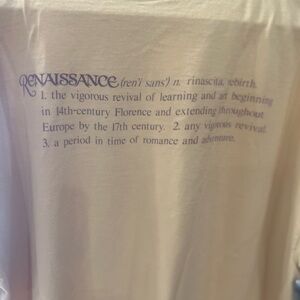 RENAISSANCE (ren'i sans') n. rinascita, rebirth.
1. the vigorous revival of learning and art beginning
in 14th-century Florence and extending throughout
Europe by the 17th century. 2. any vigorous revival.
3. a period in time of romance and adventure.